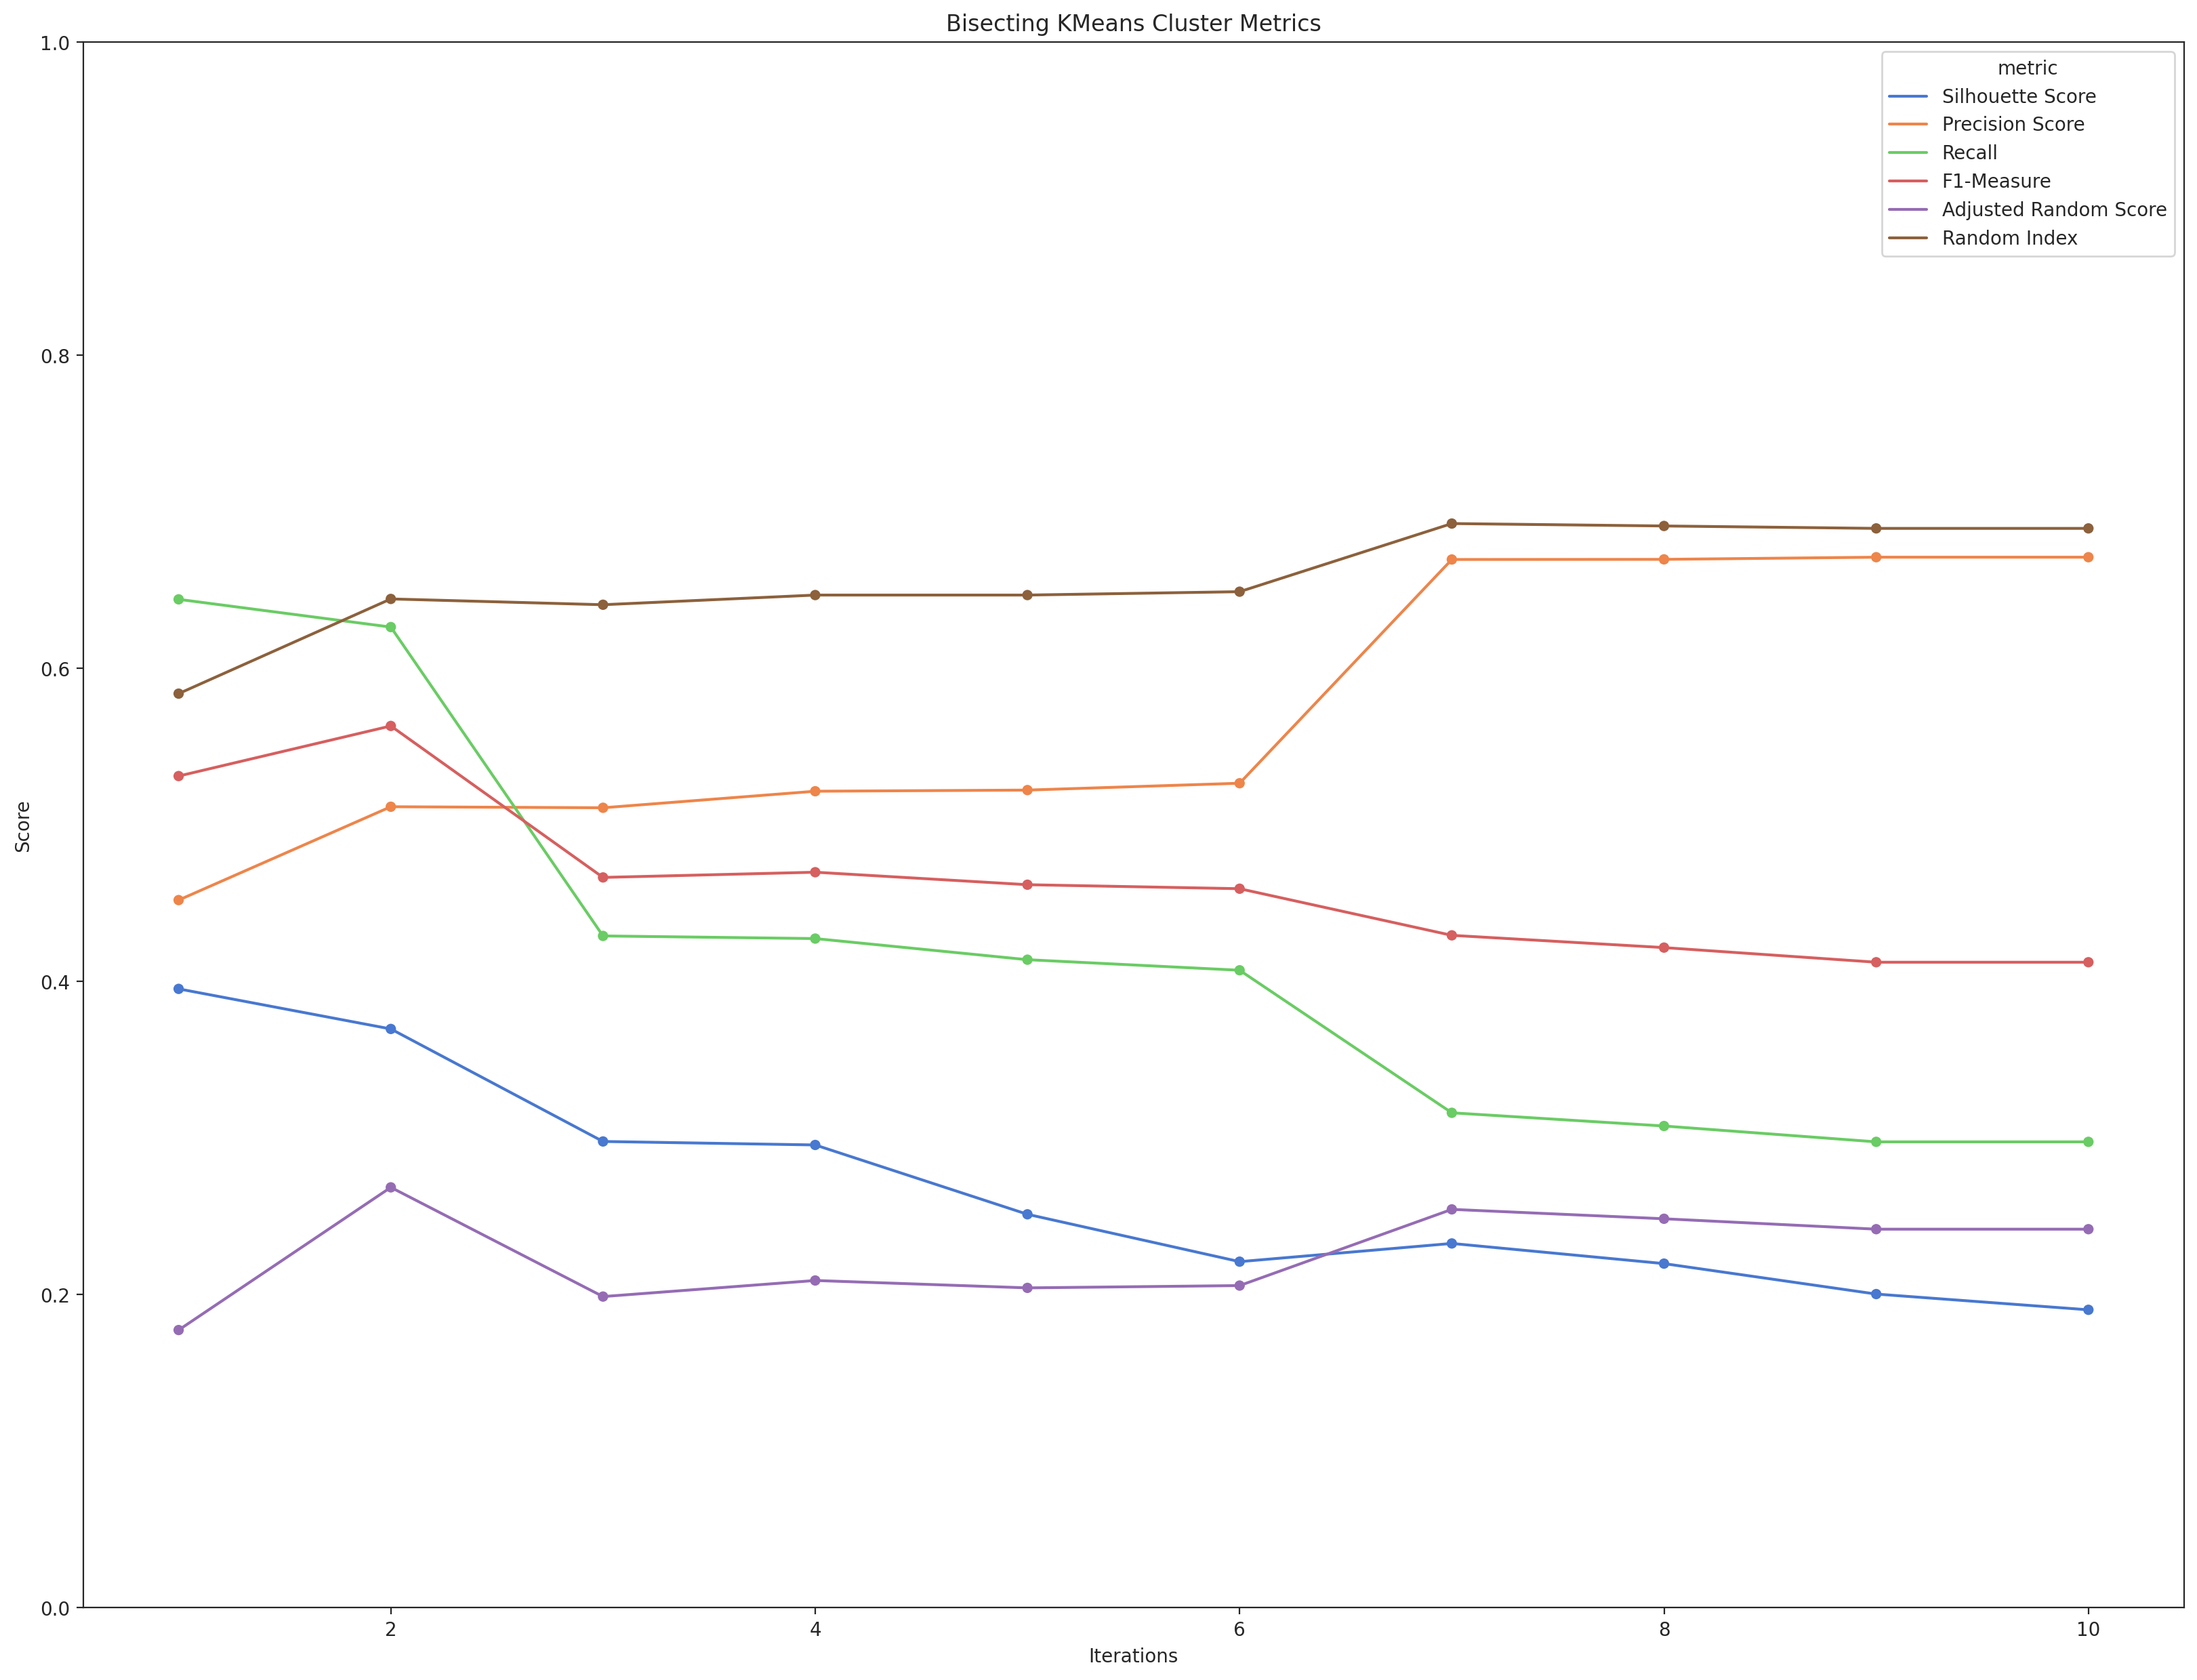 Bisecting KMeans Cluster Metrics
1.0
0.8
0.6
0.4
0.2
0.0
Score
metric
Silhouette Score
Precision Score
Recall
F1-Measure
Adjusted Random Score
Random Index
2 4 6 8 10
Iterations